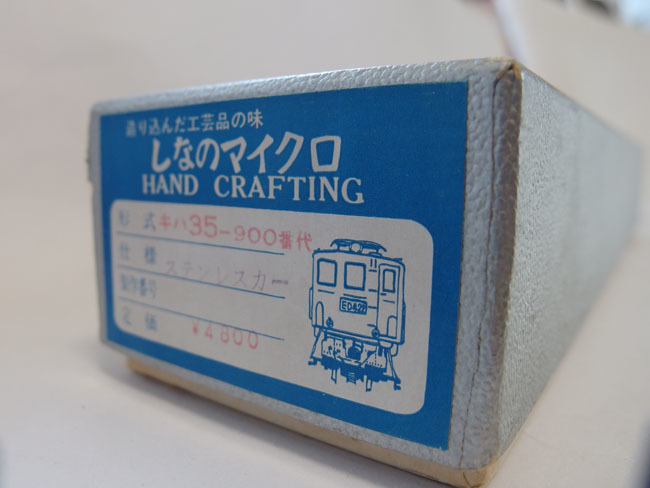 造り込んだ工芸品の味
しなのマイクロ
HAND CRAFTING
形 式 キハ35-900番代
仕 様 ステンレスカー
製作番号
定 価 ¥4800
ED429